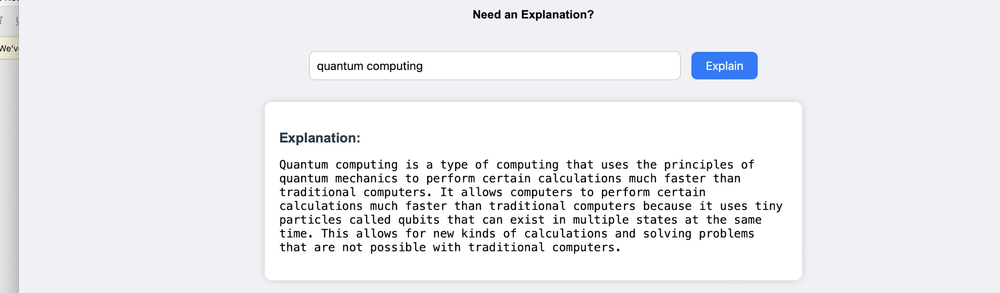 Need an Explanation?
We've
quantum computing
Explain
Explanation:
Quantum computing is a type of computing that uses the principles of
quantum mechanics to perform certain calculations much faster than
traditional computers. It allows computers to perform certain
calculations much faster than traditional computers because it uses tiny
particles called qubits that can exist in multiple states at the same
time. This allows for new kinds of calculations and solving problems
that are not possible with traditional computers.